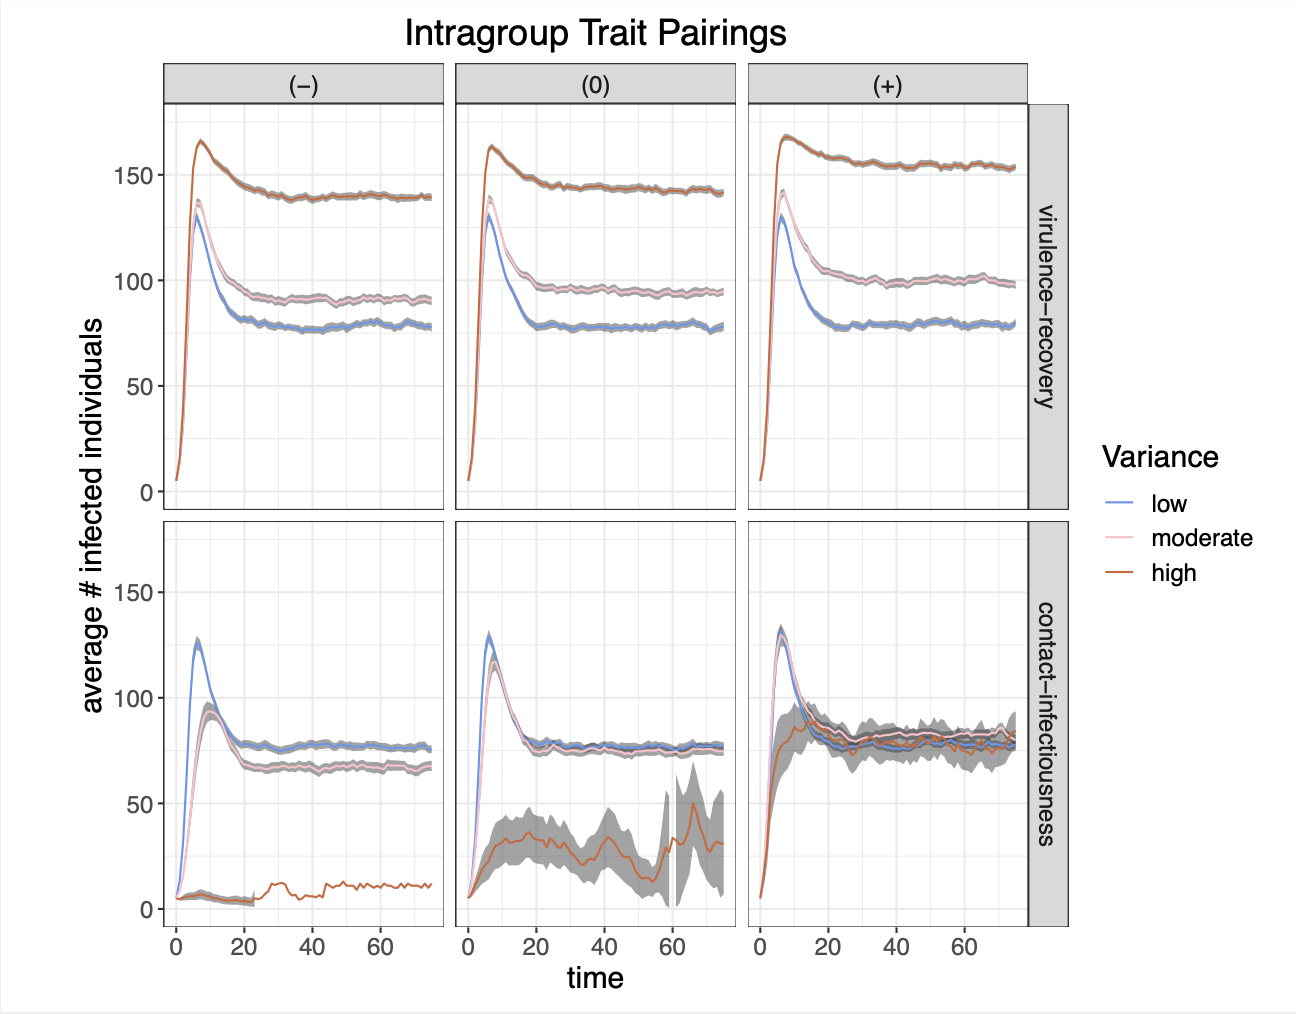 Intragroup Trait Pairings
(−)
(0)
(+)
average # infected individuals
150
100
50
0
virulence−recovery
150
100
50
0
contact−infectiousness
0 20 40 60
0 20 40 60
0 20 40 60
time
Variance
low
moderate
high